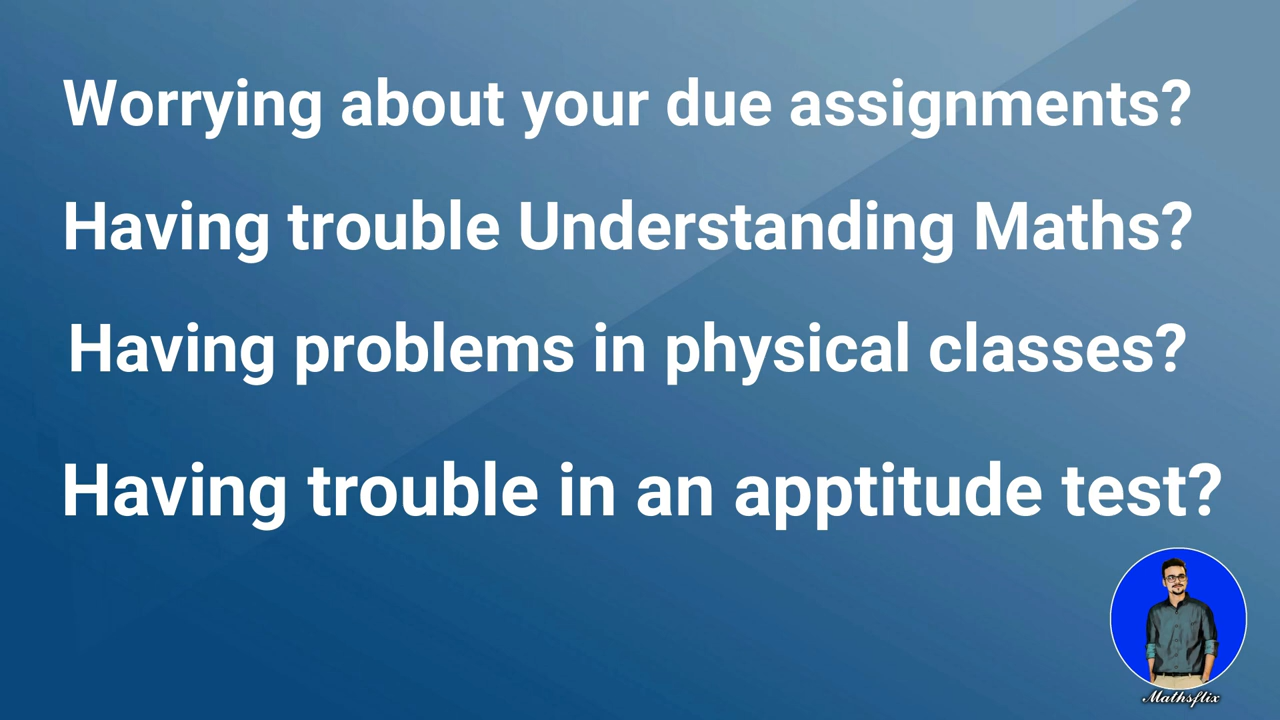 Worrying about your due assignments?
Having trouble Understanding Maths?
Having problems in physical classes?
Having trouble in an apptitude test?
Mathsflix